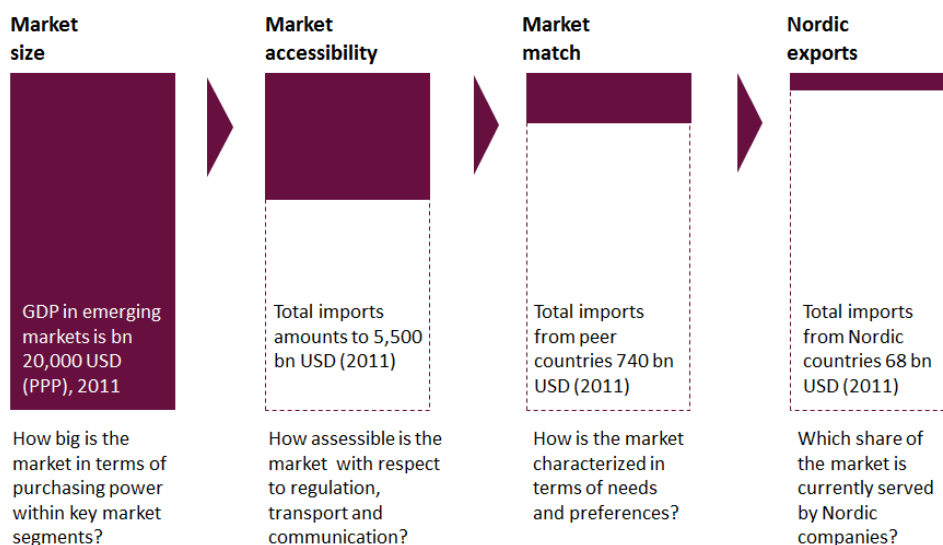 Market
size
GDP in emerging
markets is bn
20,000 USD
(PPP), 2011
How big is the
market in terms of
purchasing power
within key market
segments?
Market
accessibility
Total imports
amounts to 5,500
bn USD (2011)
How assessible is the
market with respect
to regulation,
transport and
communication?
Market
match
Total imports
from peer
countries 740 bn
USD (2011)
How is the market
characterized in
terms of needs
and preferences?
Nordic
exports
Total imports
from Nordic
countries 68 bn
USD (2011)
Which share of
the market is
currently served
by Nordic
companies?